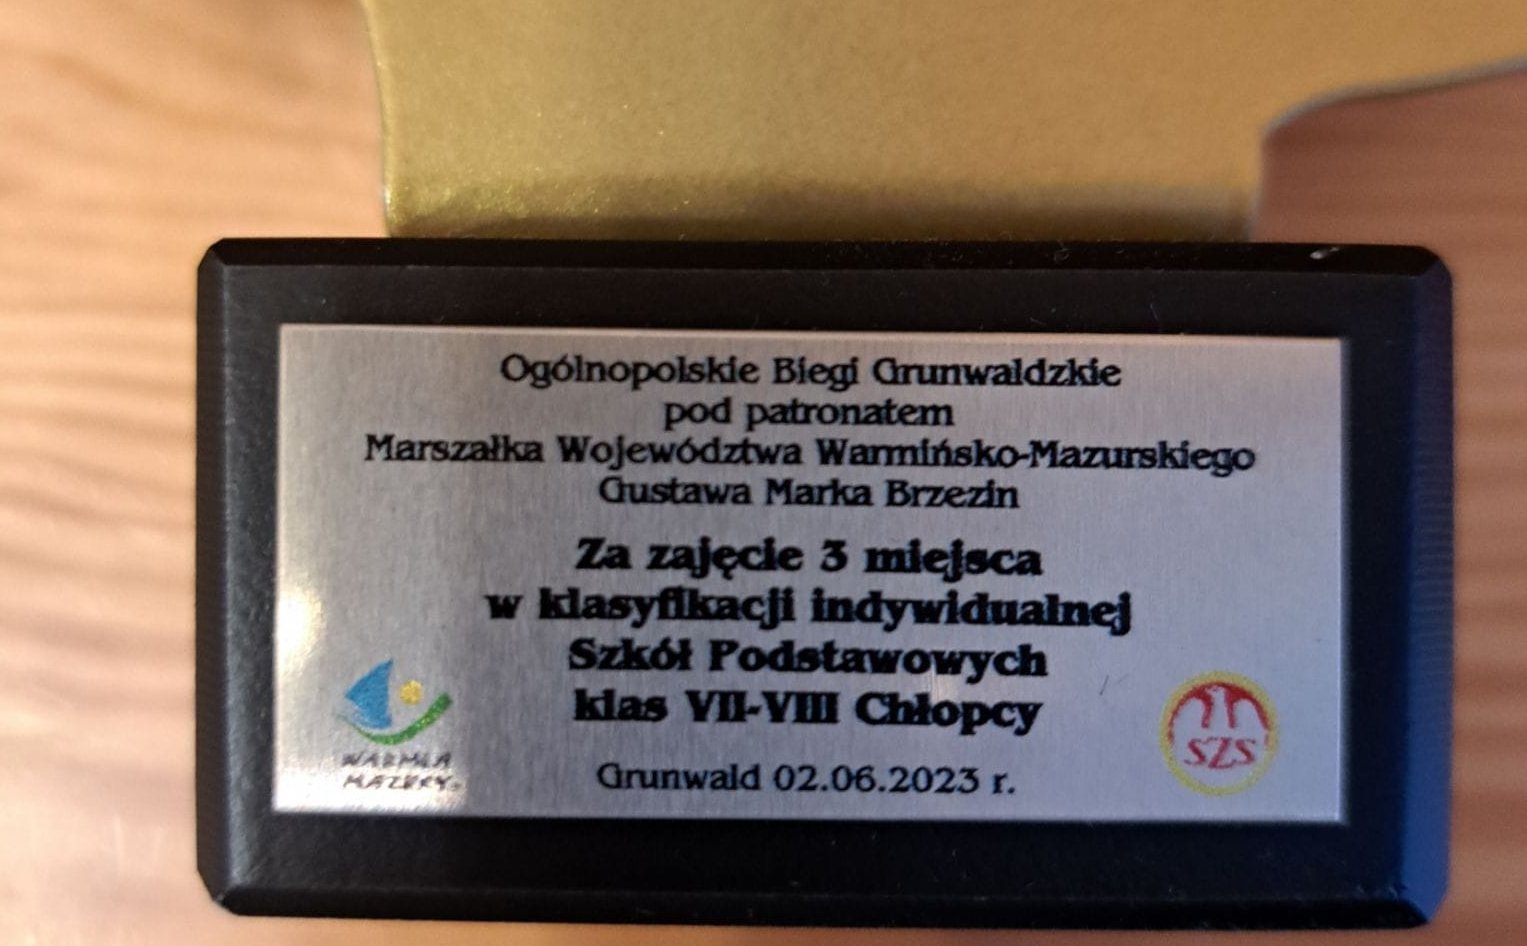 Ogólnopolskie Biegi Grunwaldzkie
pod patronatem
Marszałka Województwa Warmińsko-Mazurskiego
Gustawa Marka Brzezin
Za zajęcie 3 miejsca
w klasyfikacji indywidualnej
Szkół Podstawowych
klas VII-VIII Chłopcy
WARMIA
MAZURY
SZS
Grunwald 02.06.2023 r.